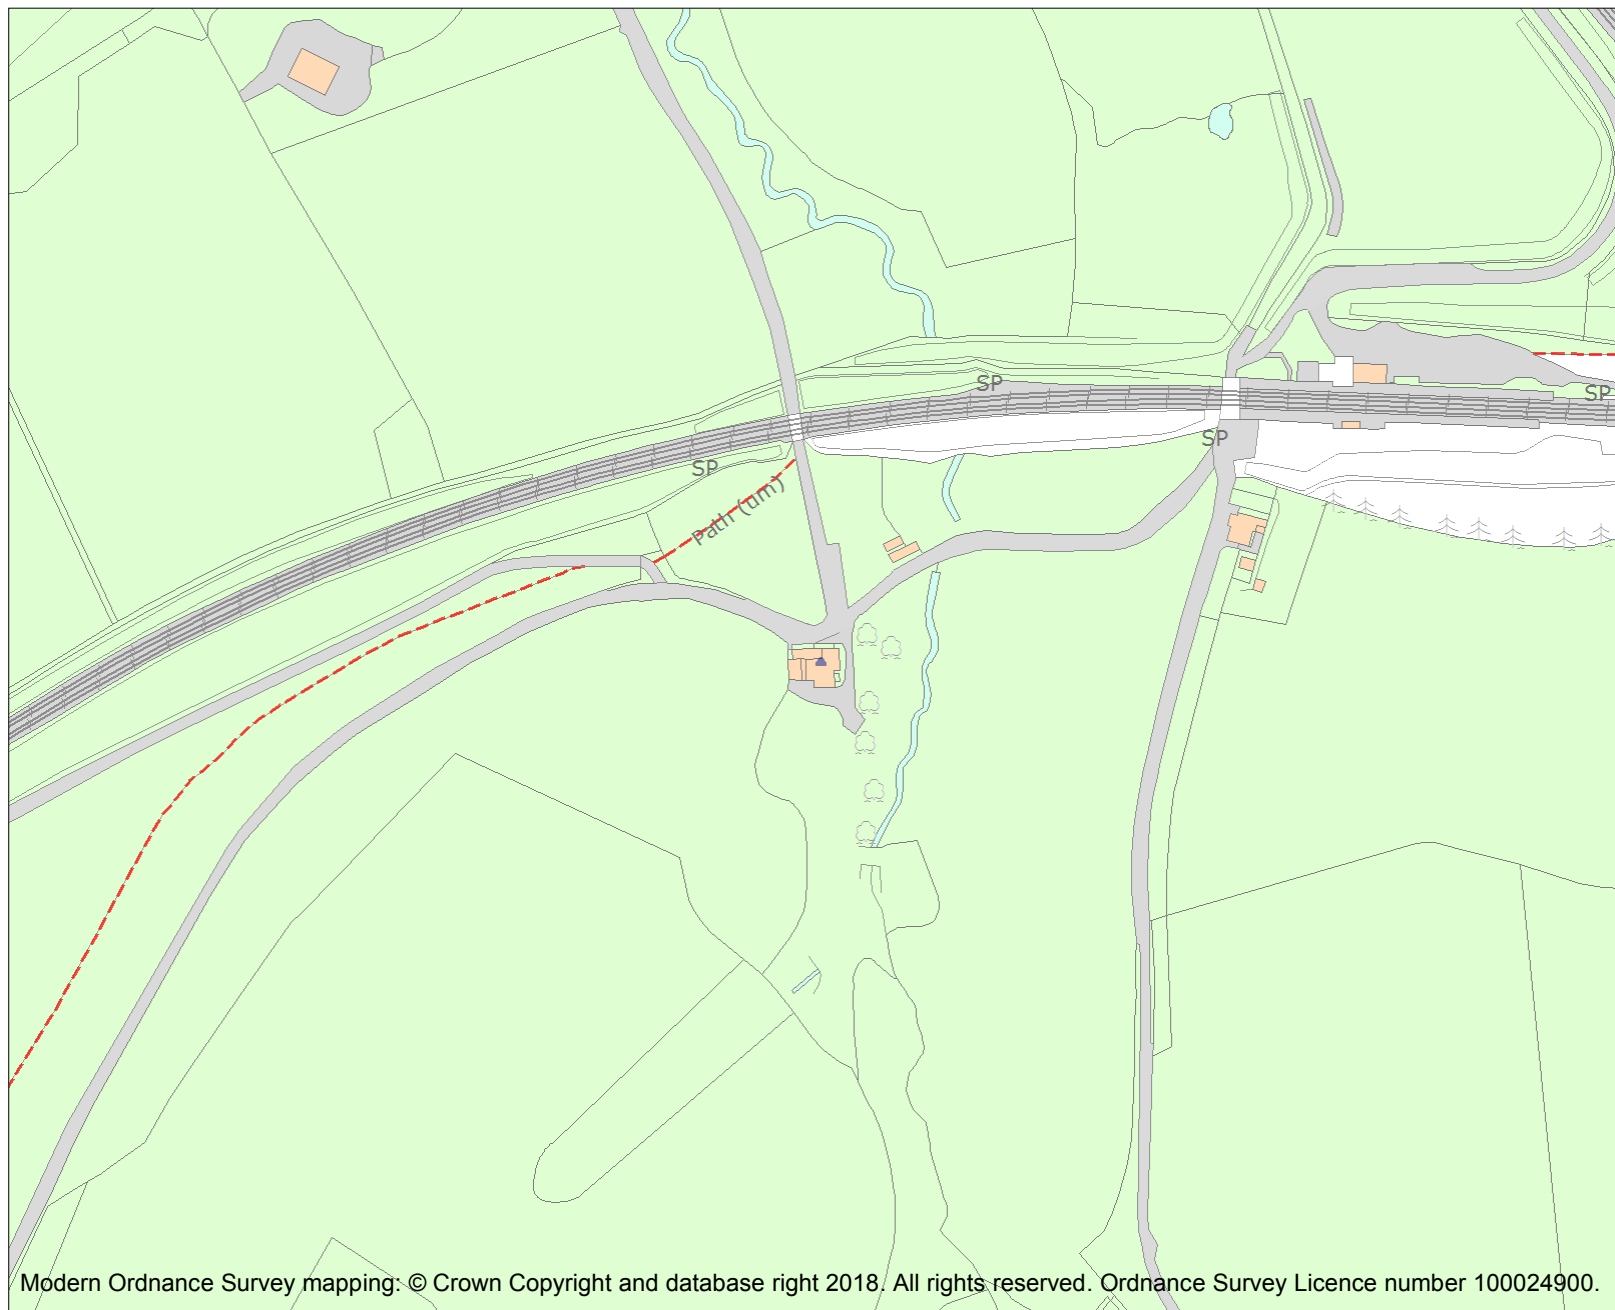 SP
SP
SP
SP
Path (um)
Modern Ordnance Survey mapping: © Crown Copyright and database right 2018. All rights reserved. Ordnance Survey Licence number 100024900.